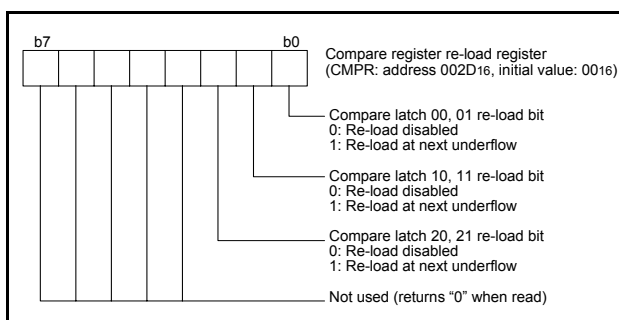 b7 b0
Compare register re-load register
(CMPR: address 002D16, initial value: 0016)
Compare latch 00, 01 re-load bit
0: Re-load disabled
1: Re-load at next underflow
Compare latch 10, 11 re-load bit
0: Re-load disabled
1: Re-load at next underflow
Compare latch 20, 21 re-load bit
0: Re-load disabled
1: Re-load at next underflow
Not used (returns “0” when read)